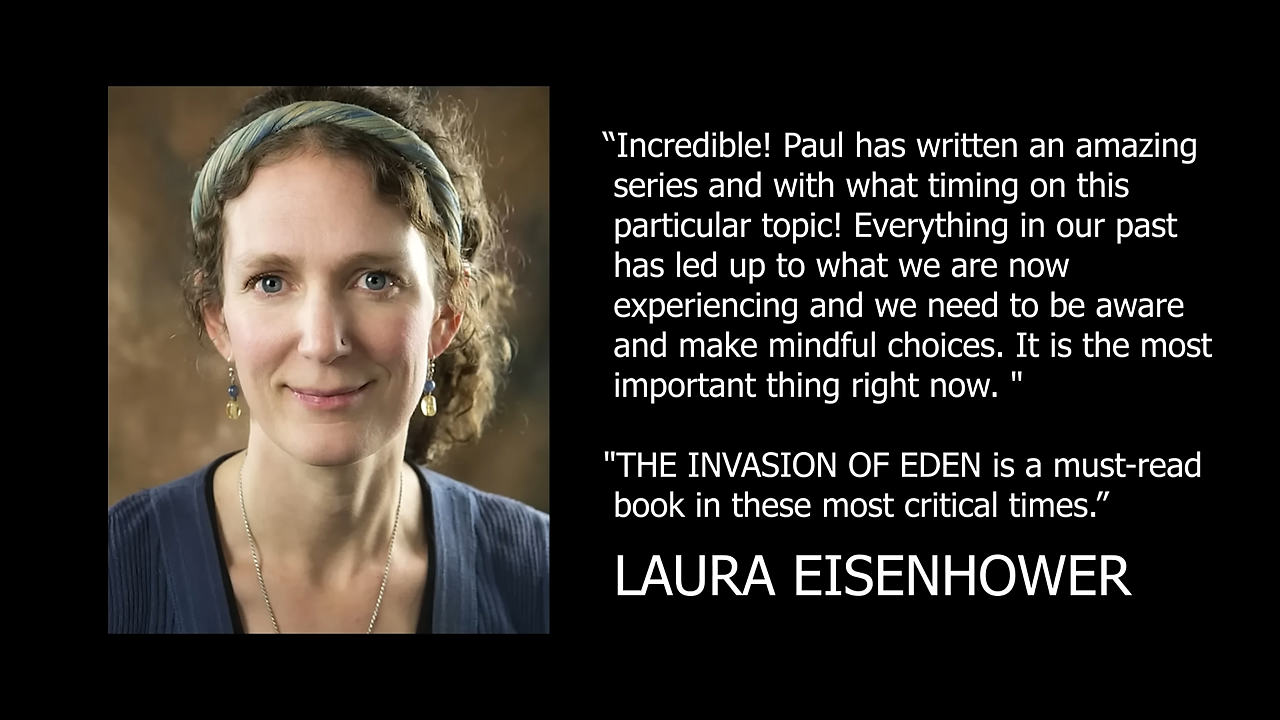 “Incredible! Paul has written an amazing
series and with what timing on this
particular topic! Everything in our past
has led up to what we are now
experiencing and we need to be aware
and make mindful choices. It is the most
important thing right now. "
"THE INVASION OF EDEN is a must-read
book in these most critical times.”
LAURA EISENHOWER